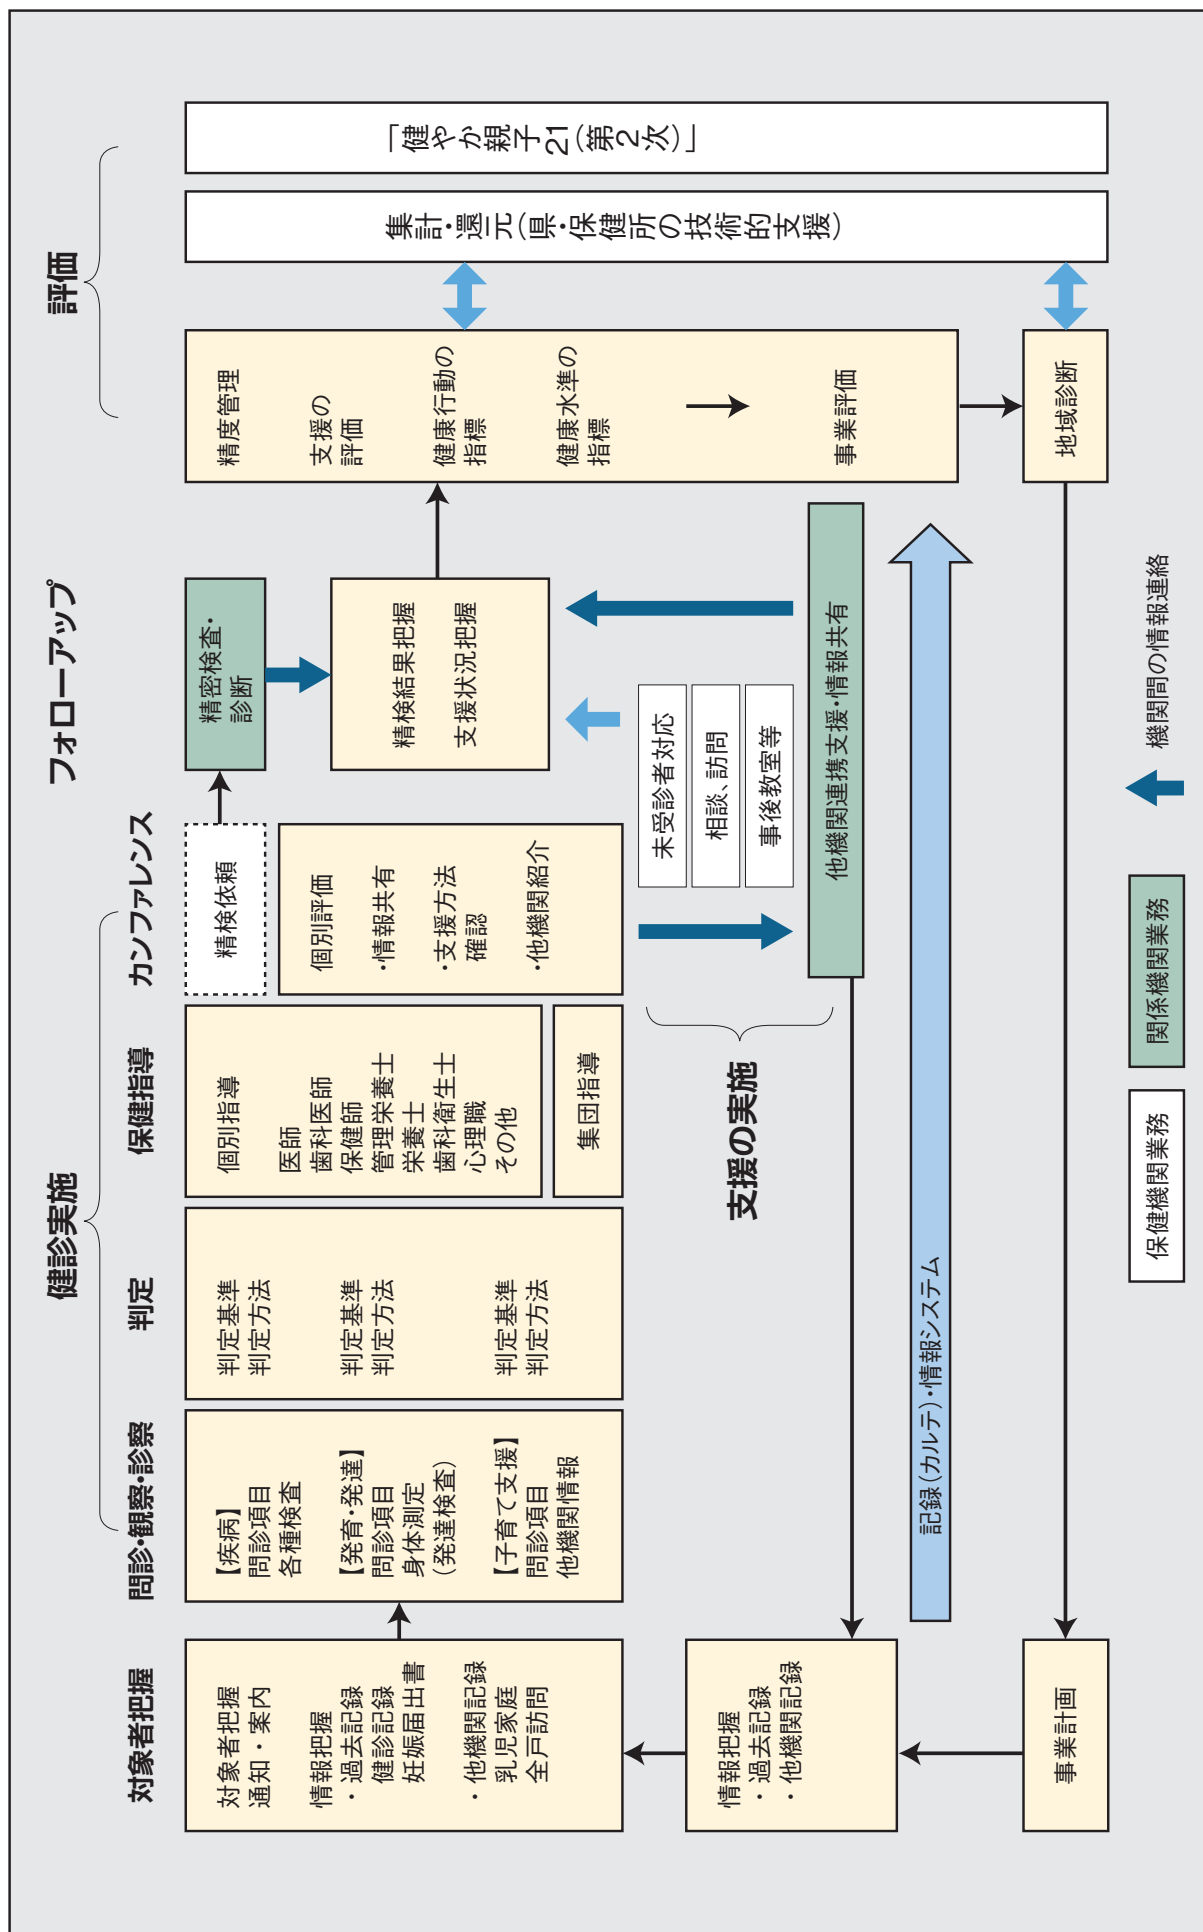 健診実施
評価
対象者把握
問診・観察・診察
判定
保健指導
カンファレンス
フォローアップ
対象者把握
通知・案内
情報把握
・過去記録
健診記録
妊娠届出書
・他機関記録
乳児家庭
全戸訪問
【疾病】
問診項目
各種検査
【発育・発達】
問診項目
身体測定
(発達検査)
【子育て支援】
問診項目
他機関情報
判定基準
判定方法
判定基準
判定方法
判定基準
判定方法
個別指導
医師
歯科医師
保健師
管理栄養士
栄養士
歯科衛生士
心理職
その他
集団指導
精検依頼
個別評価
・情報共有
・支援方法
確認
・他機関紹介
精密検査・
診断
精検結果把握
支援状況把握
精度管理
支援の
評価
健康行動の
指標
健康水準の
指標
事業評価
集計・還元(県・保健所の技術的支援)
「健やか親子21(第2次)」
支援の実施
未受診者対応
相談、訪問
事後教室等
他機関連携支援・情報共有
情報把握
・過去記録
・他機関記録
記録(カルテ)・情報システム
事業計画
地域診断
保健機関業務
関係機関業務
機関間の情報連絡